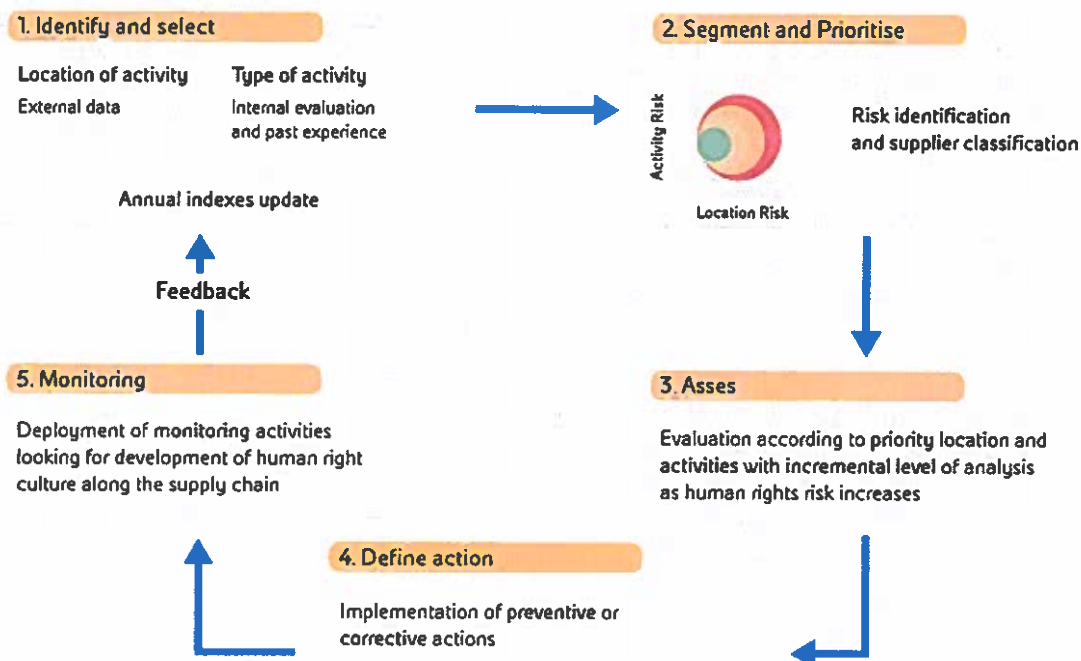 1. Identify and select
Location of activity
External data
Type of activity
Internal evaluation
and past experience
Annual indexes update
2. Segment and Prioritise
Activity Risk
Location Risk
Risk identification
and supplier classification
3. Asses
Evaluation according to priority location and
activities with incremental level of analysis
as human rights risk increases
4. Define action
Implementation of preventive or
corrective actions
5. Monitoring
Deployment of monitoring activities
looking for development of human right
culture along the supply chain
Feedback